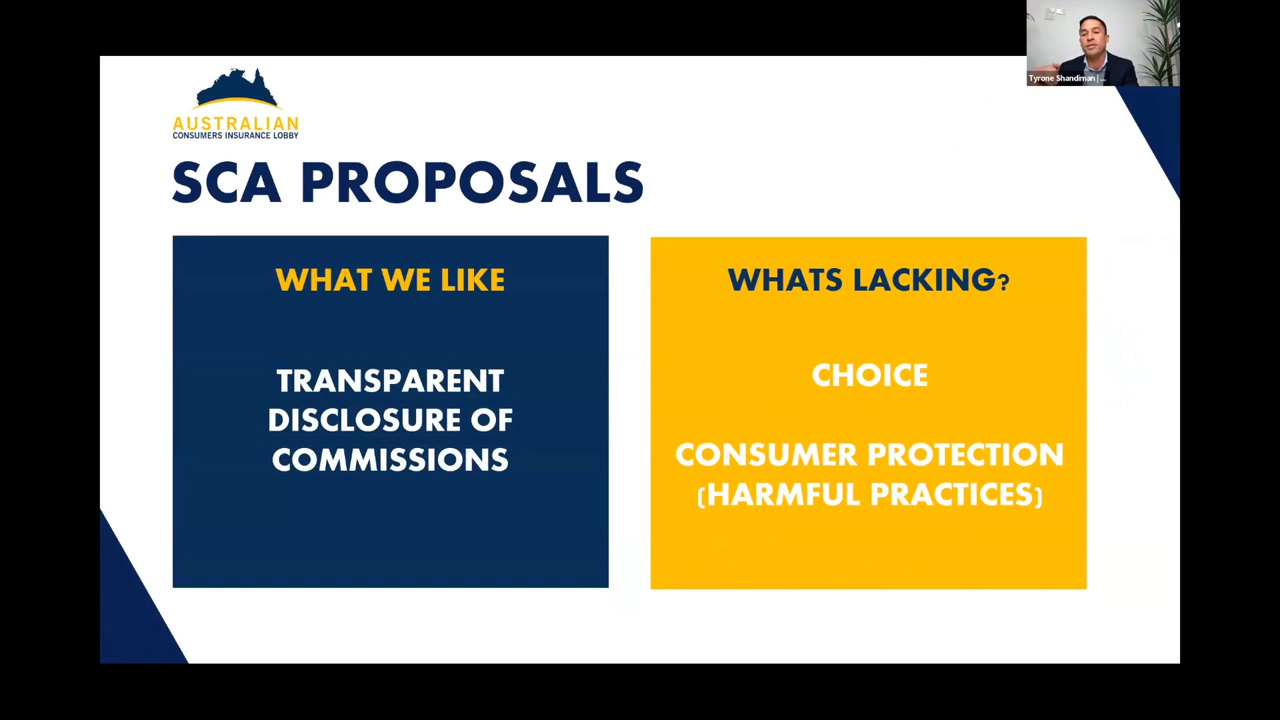 Tyrone Shandiman | ...
AUSTRALIAN
CONSUMERS INSURANCE LOBBY
SCA PROPOSALS
WHAT WE LIKE
TRANSPARENT
DISCLOSURE OF
COMMISSIONS
WHATS LACKING?
CHOICE
CONSUMER PROTECTION
(HARMFUL PRACTICES)